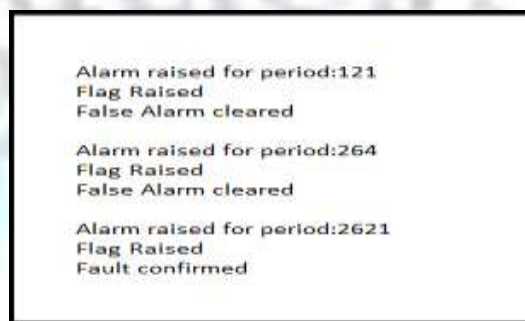 Alarm raised for period:121
Flag Raised
False Alarm cleared
Alarm raised for period:264
Flag Raised
False Alarm cleared
Alarm raised for period:2621
Flag Raised
Fault confirmed